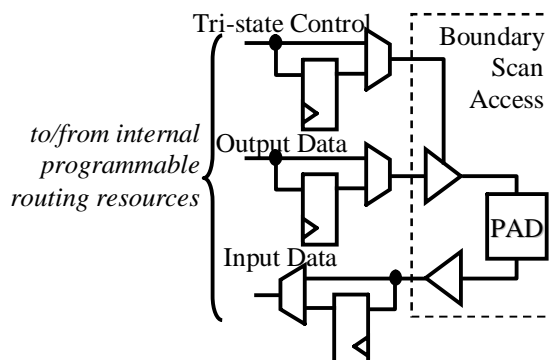 Tri-state Control
Boundary
Scan
Access
to/from internal
programmable
routing resources
Output Data
PAD
Input Data